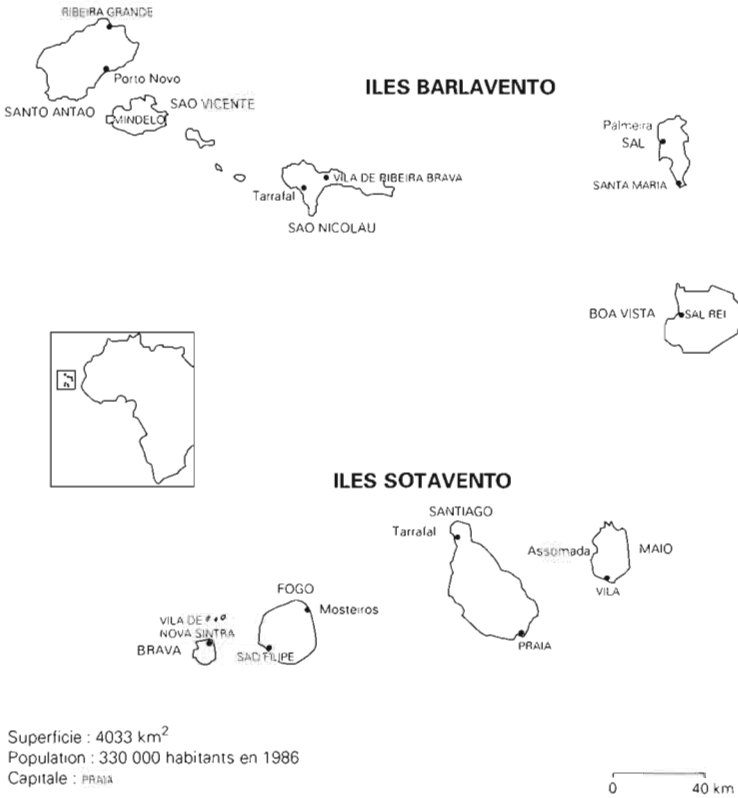 RIBEIRA GRANDE
Porto Novo
SANTO ANTAO
SAO VICENTE
MINDELO
ILES BARLAVENTO
Palmeira
SAL
SANTA MARIA
VILA DE RIBEIRA BRAVA
Tarrafal
SAO NICOLAU
BOA VISTA
SAL REI
ILES SOTAVENTO
SANTIAGO
Tarrafal
Assomada
MAIO
VILA
PRAIA
FOGO
Mosteiros
SAO FILIPE
VILA DE
NOVA SINTRA
BRAVA
Superficie : 4033 km²
Population : 330 000 habitants en 1986
Capitale : PRAIA
0 40 km